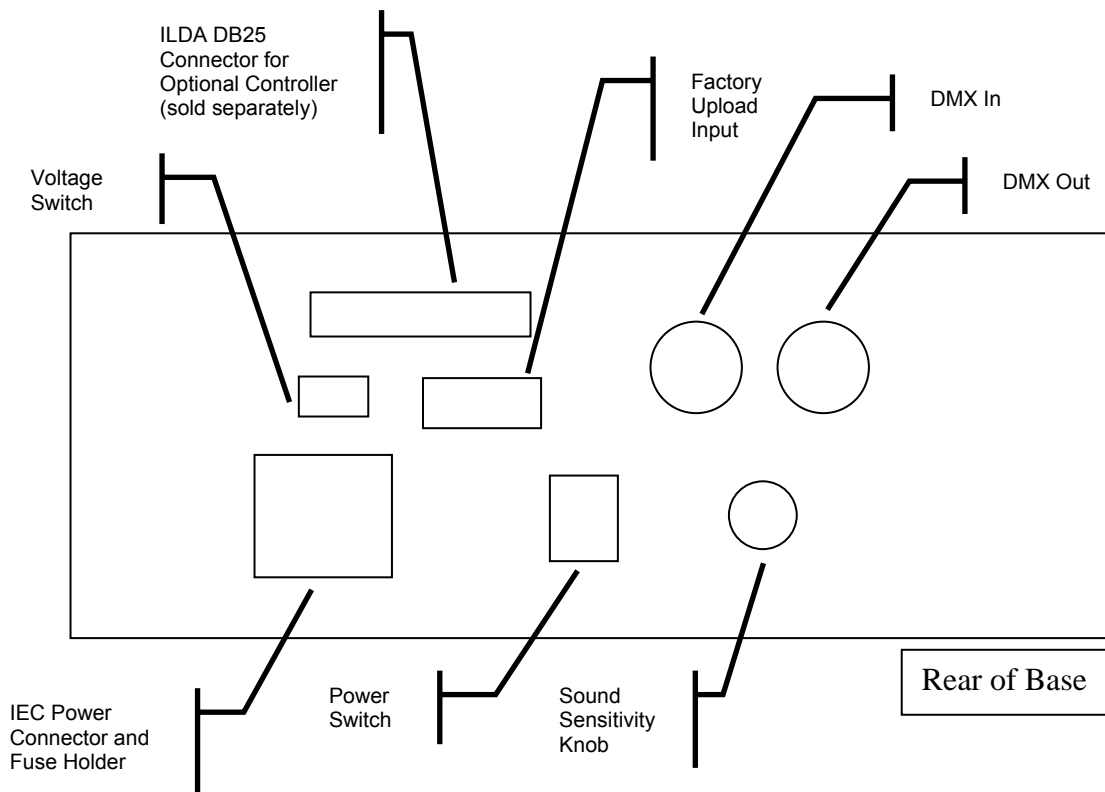 ILDA DB25
Connector for
Optional Controller
(sold separately)
Factory
Upload
Input
DMX In
DMX Out
Voltage
Switch
Rear of Base
IEC Power
Connector and
Fuse Holder
Power
Switch
Sound
Sensitivity
Knob